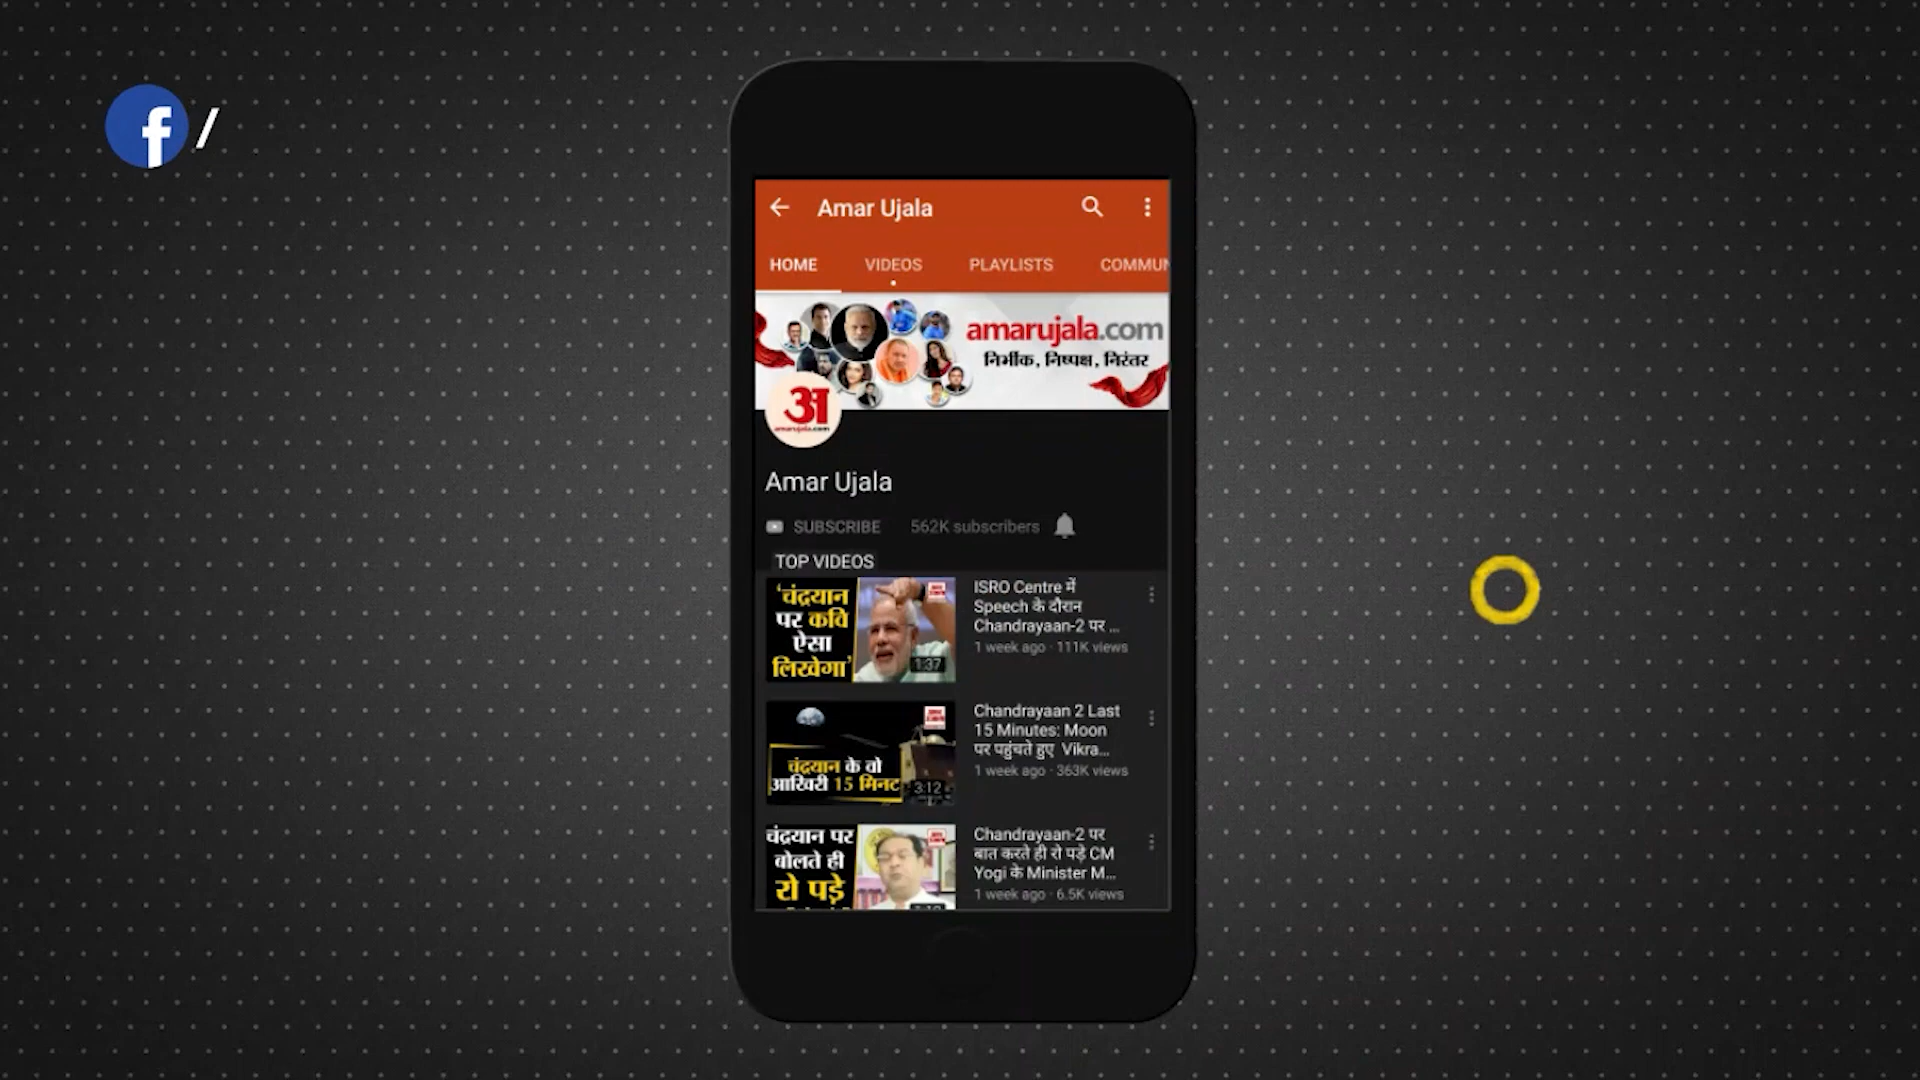 f /
Amar Ujala
HOME VIDEOS PLAYLISTS COMMUN
amarujala.com
निर्भीक, निष्पक्ष, निरंतर
अ
amarujala.com
Amar Ujala
SUBSCRIBE 562K subscribers
TOP VIDEOS
'चंद्रयान
पर कवि
ऐसा
लिखेगा'
1:37
ISRO Centre में
Speech के दौरान
Chandrayaan-2 पर ...
1 week ago · 111K views
चंद्रयान के वो
आखिरी 15 मिनट
3:12
Chandrayaan 2 Last
15 Minutes: Moon
पर पहुंचते हुए Vikra...
1 week ago · 363K views
चंद्रयान पर
बोलते ही
रो पड़े
Chandrayaan-2 पर
बात करते ही रो पड़े CM
Yogi के Minister M...
1 week ago · 6.5K views